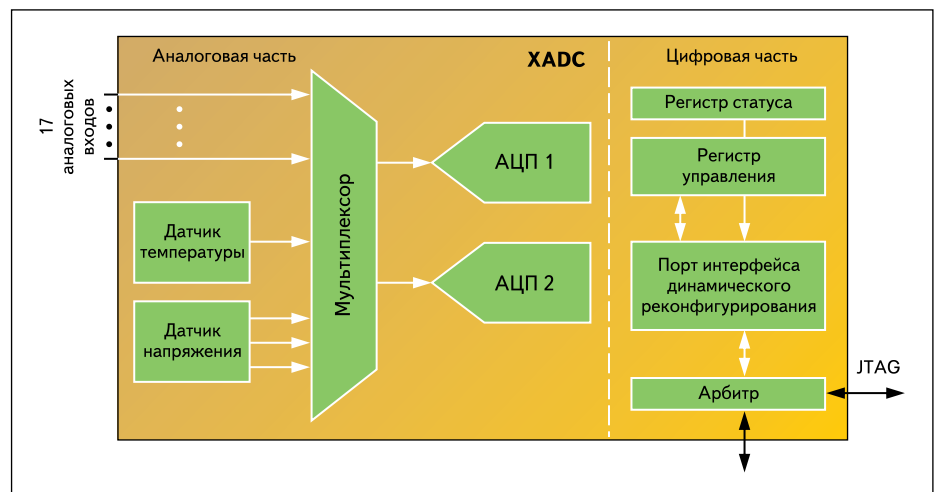 Аналоговая часть
XADC
Цифровая часть
17
аналоговых
входов
Датчик
температуры
Датчик
напряжения
Мультиплексор
АЦП 1
АЦП 2
Регистр статуса
Регистр
управления
Порт интерфейса
динамического
реконфигурирования
Арбитр
JTAG